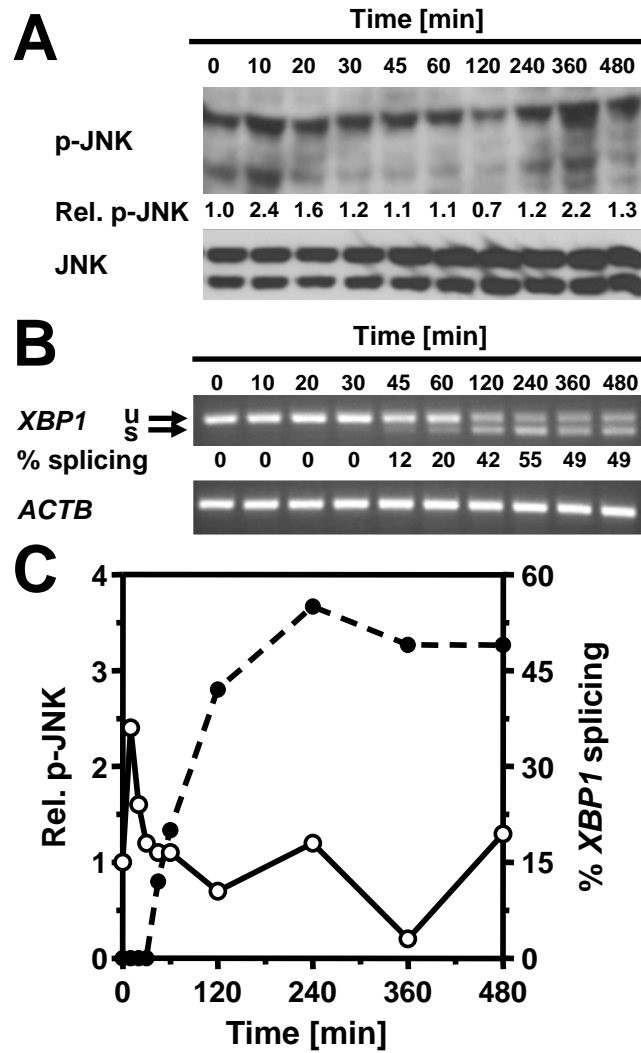 A
Time [min]
0 10 20 30 45 60 120 240 360 480
p-JNK
Rel. p-JNK 1.0 2.4 1.6 1.2 1.1 1.1 0.7 1.2 2.2 1.3
JNK
B
Time [min]
0 10 20 30 45 60 120 240 360 480
XBP1 u
s
% splicing 0 0 0 0 12 20 42 55 49 49
ACTB
C
4 60
3 45
2 30
1 15
0 0
Rel. p-JNK
% XBP1 splicing
0 120 240 360 480
Time [min]